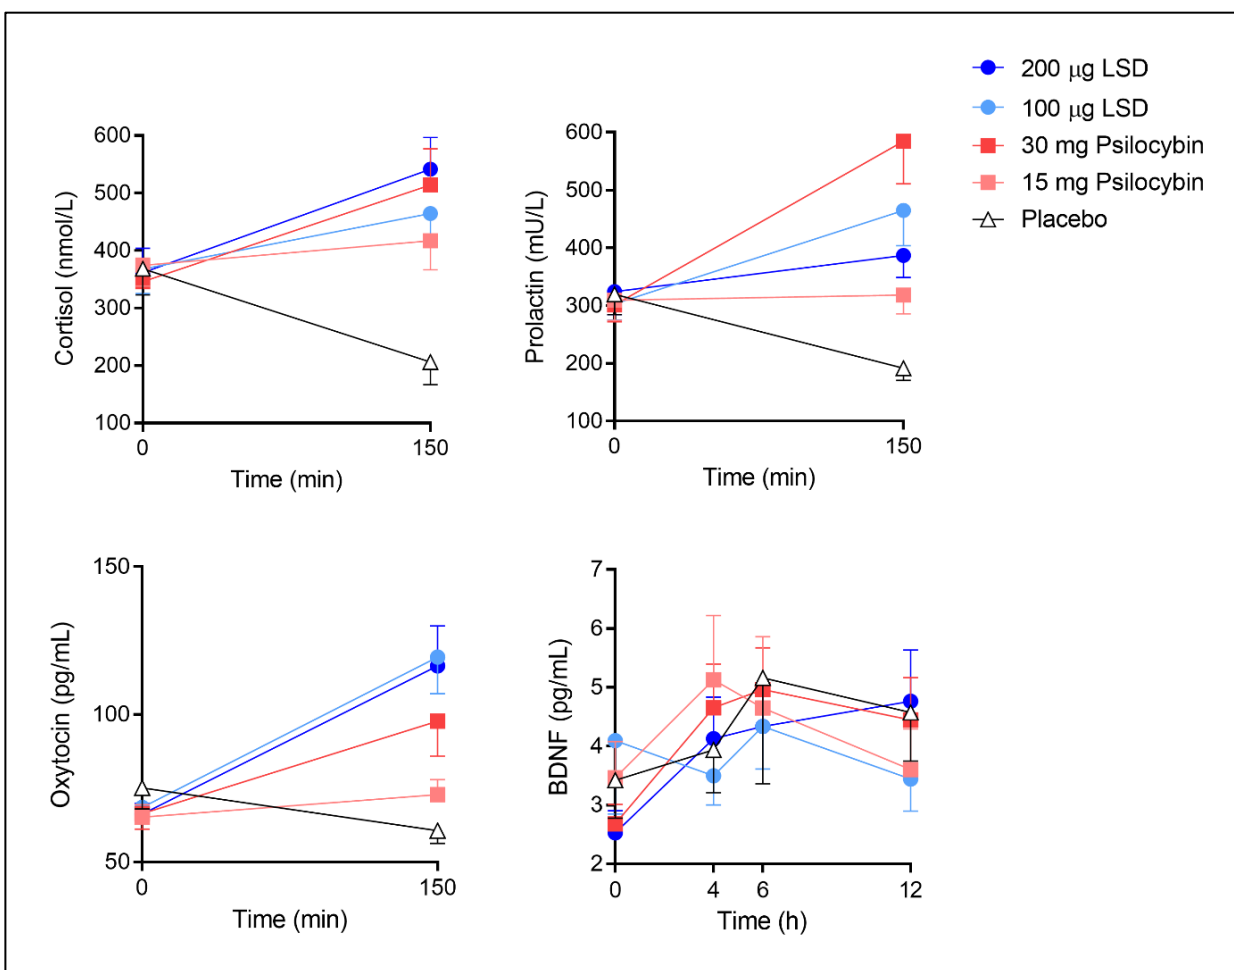 200 μg LSD
100 μg LSD
30 mg Psilocybin
15 mg Psilocybin
Placebo
Cortisol (nmol/L)
600
500
400
300
200
100
0
150
Time (min)
Prolactin (mU/L)
600
500
400
300
200
100
0
150
Time (min)
Oxytocin (pg/mL)
150
100
50
0
150
Time (min)
BDNF (pg/mL)
7
6
5
4
3
2
0
4
6
12
Time (h)